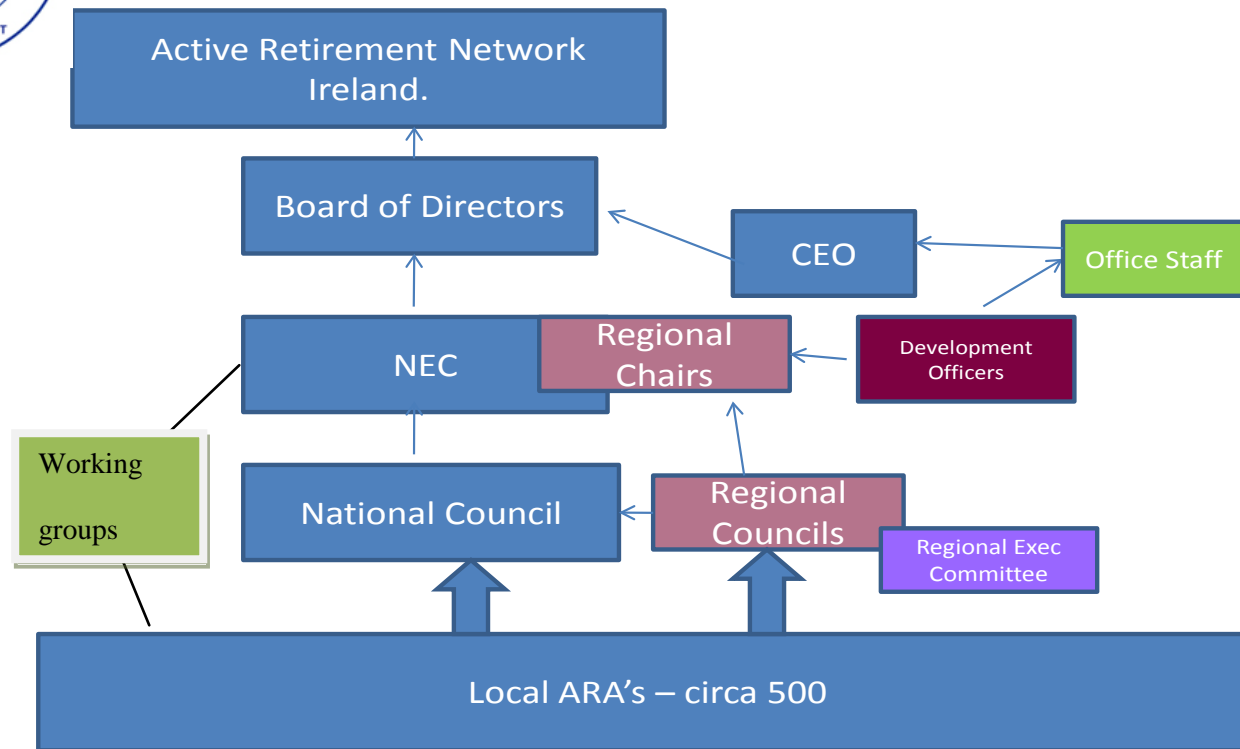 T
Active Retirement Network
Ireland.
Board of Directors
CEO
Office Staff
NEC
Regional
Chairs
Development
Officers
Working
groups
National Council
Regional
Councils
Regional Exec
Committee
Local ARA's – circa 500